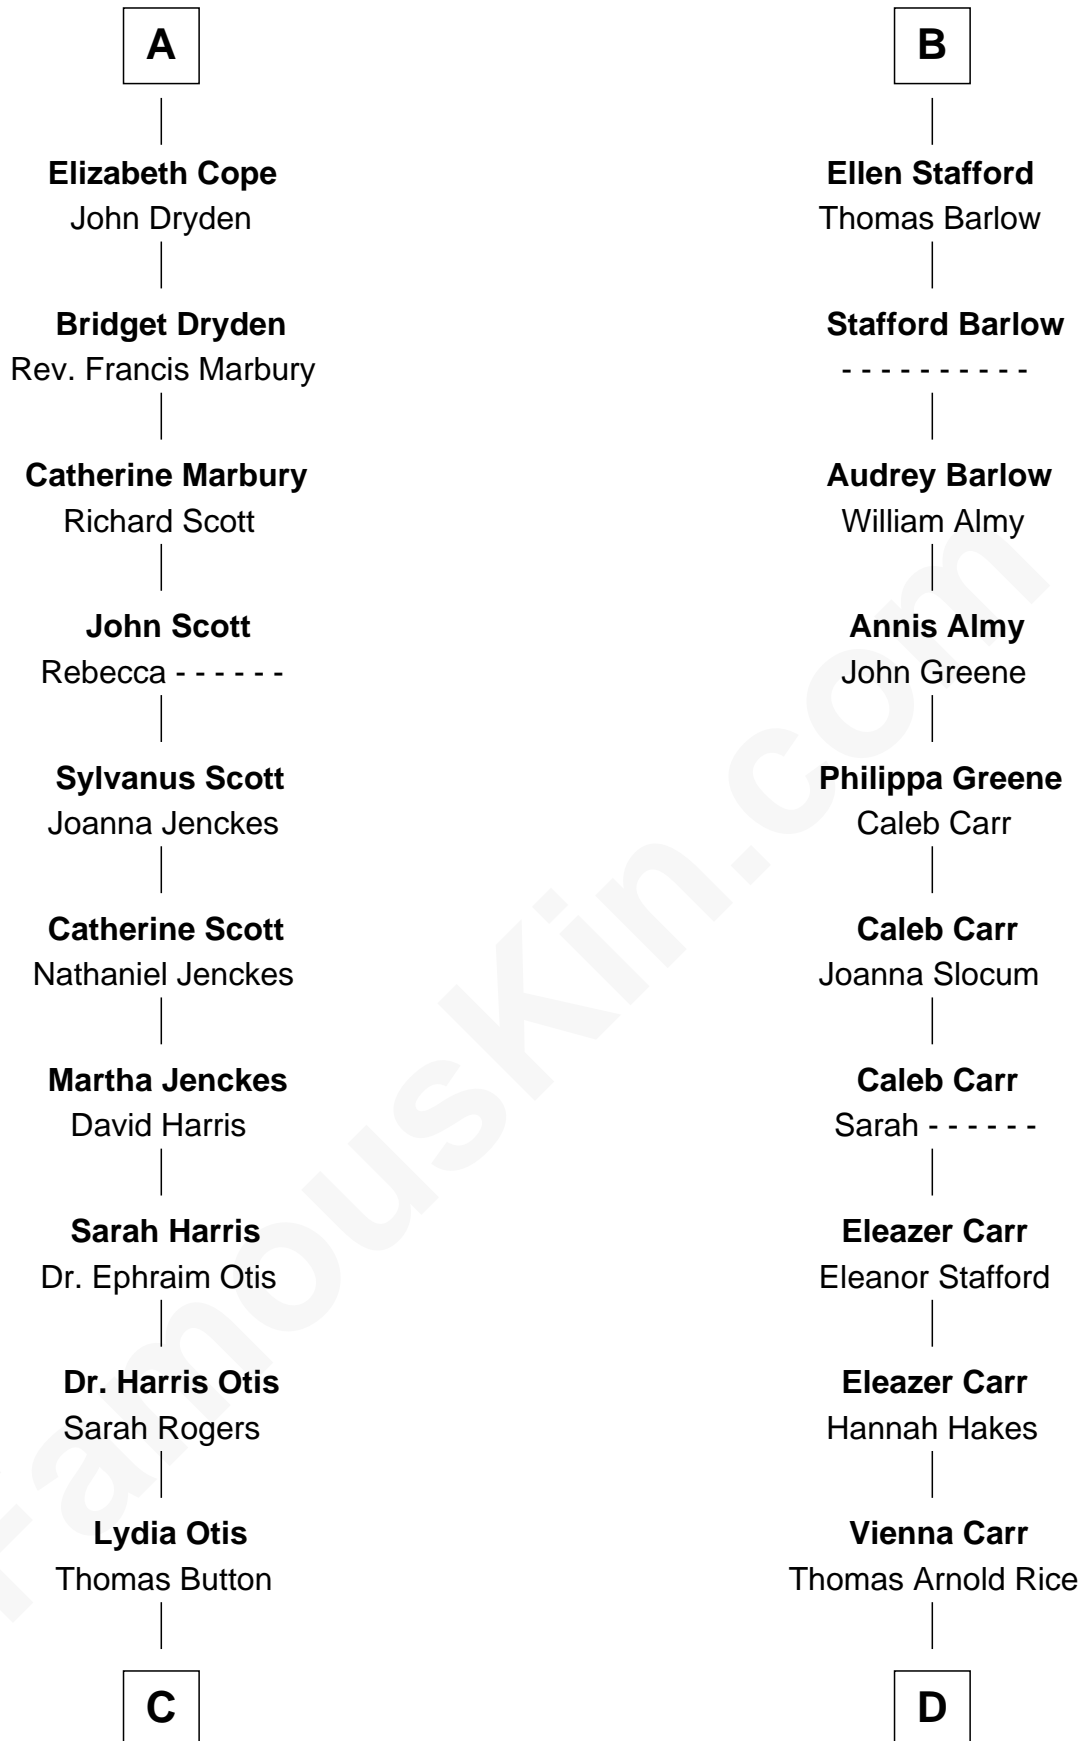 A
Elizabeth Cope
John Dryden
Bridget Dryden
Rev. Francis Marbury
Catherine Marbury
Richard Scott
John Scott
Rebecca - - - - - -
Sylvanus Scott
Joanna Jenckes
Catherine Scott
Nathaniel Jenckes
Martha Jenckes
David Harris
Sarah Harris
Dr. Ephraim Otis
Dr. Harris Otis
Sarah Rogers
Lydia Otis
Thomas Button
C
B
Ellen Stafford
Thomas Barlow
Stafford Barlow
- - - - - - - - - -
Audrey Barlow
William Almy
Annis Almy
John Greene
Philippa Greene
Caleb Carr
Caleb Carr
Joanna Slocum
Caleb Carr
Sarah - - - - - -
Eleazer Carr
Eleanor Stafford
Eleazer Carr
Hannah Hakes
Vienna Carr
Thomas Arnold Rice
D
FamousKin.com